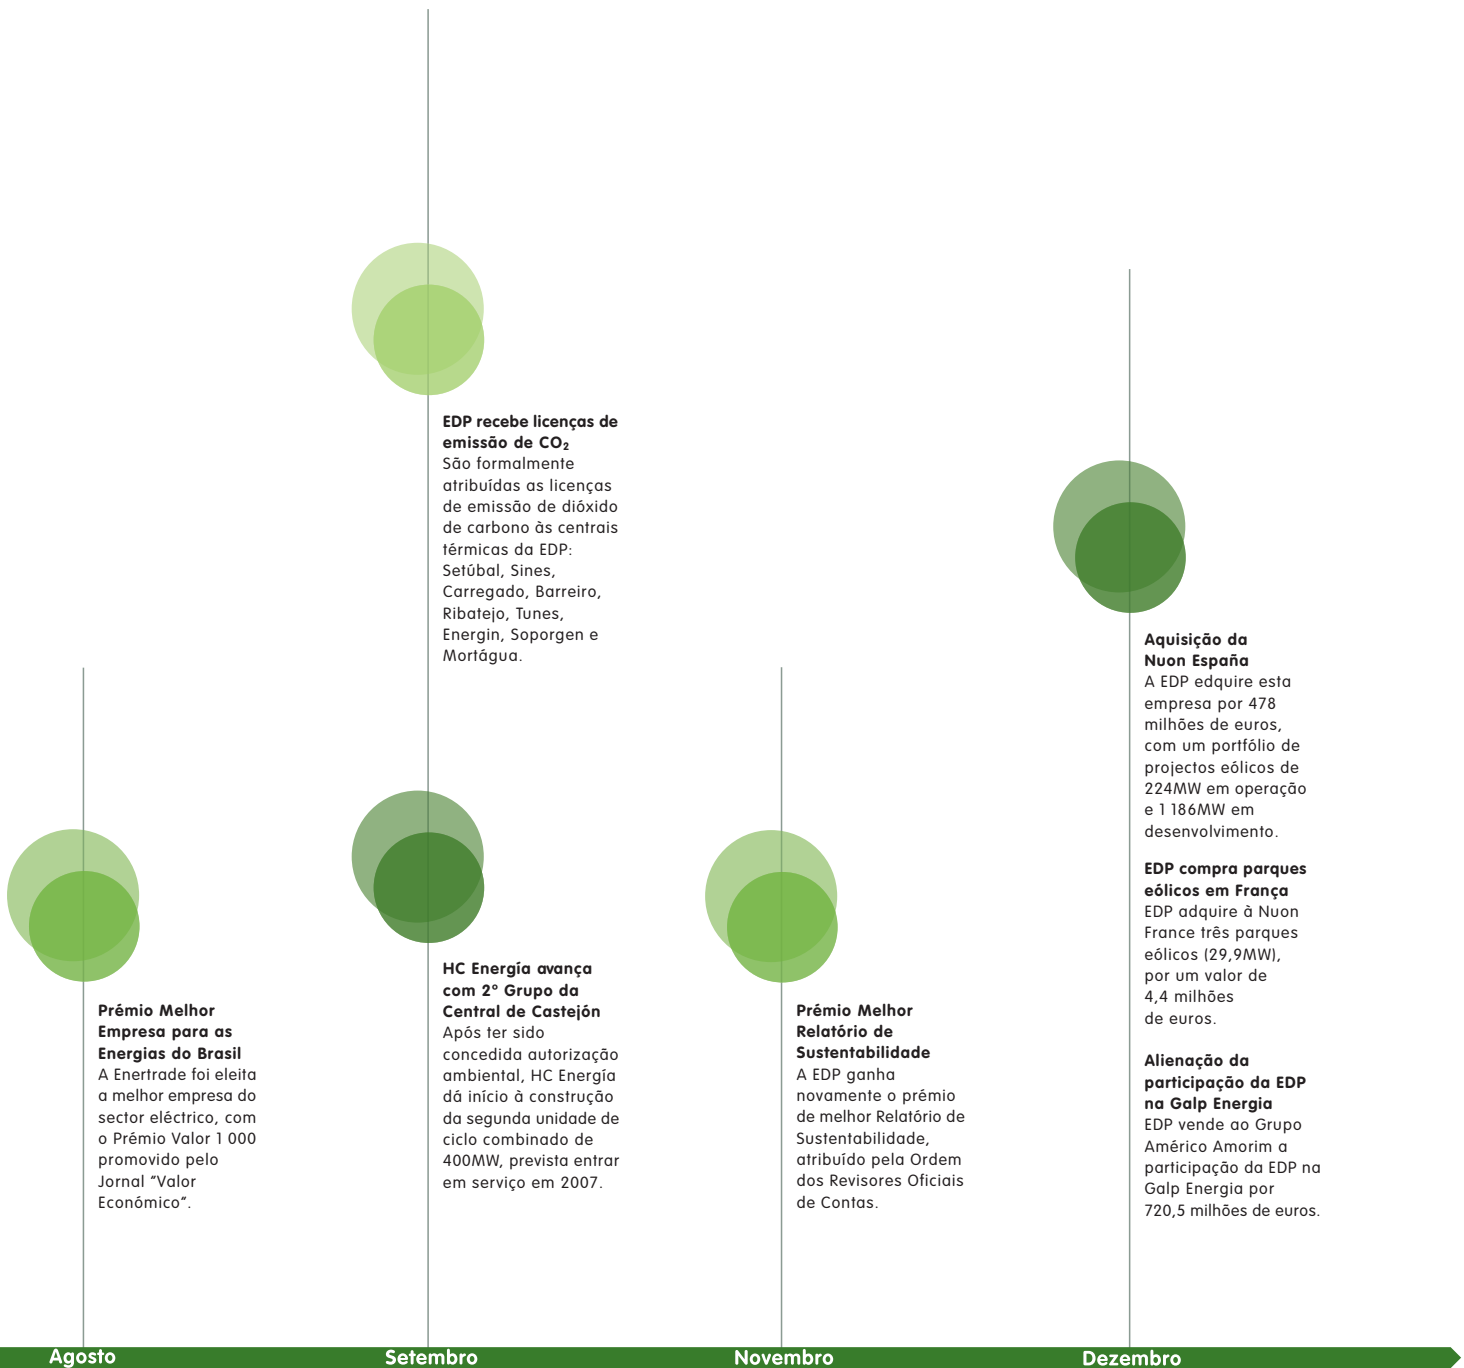 EDP recebe licenças de
emissão de CO₂
São formalmente
atribuídas as licenças
de emissão de dióxido
de carbono às centrais
térmicas da EDP:
Setúbal, Sines,
Carregado, Barreiro,
Ribatejo, Tunes,
Energin, Soporgen e
Mortágua.
Aquisição da
Nuon España
A EDP edquire esta
empresa por 478
milhões de euros,
com um portfólio de
projectos eólicos de
224MW em operação
e 1 186MW em
desenvolvimento.
EDP compra parques
eólicos em França
EDP adquire à Nuon
France três parques
eólicos (29,9MW),
por um valor de
4,4 milhões
de euros.
Alienação da
participação da EDP
na Galp Energia
EDP vende ao Grupo
Américo Amorim a
participação da EDP na
Galp Energia por
720,5 milhões de euros.
Prémio Melhor
Empresa para as
Energias do Brasil
A Enertrade foi eleita
a melhor empresa do
sector eléctrico, com
o Prémio Valor 1 000
promovido pelo
Jornal “Valor
Económico”.
HC Energía avança
com 2º Grupo da
Central de Castejón
Após ter sido
concedida autorização
ambiental, HC Energía
dá início à construção
da segunda unidade de
ciclo combinado de
400MW, prevista entrar
em serviço em 2007.
Prémio Melhor
Relatório de
Sustentabilidade
A EDP ganha
novamente o prémio
de melhor Relatório de
Sustentabilidade,
atribuído pela Ordem
dos Revisores Oficiais
de Contas.
Agosto
Setembro
Novembro
Dezembro